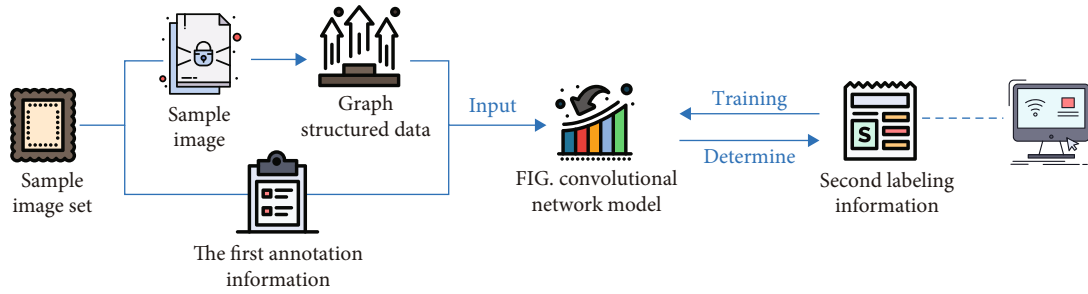 Sample
image set
Sample
image
Graph
structured data
The first annotation
information
Input
FIG. convolutional
network model
Training
Determine
S
Second labeling
information